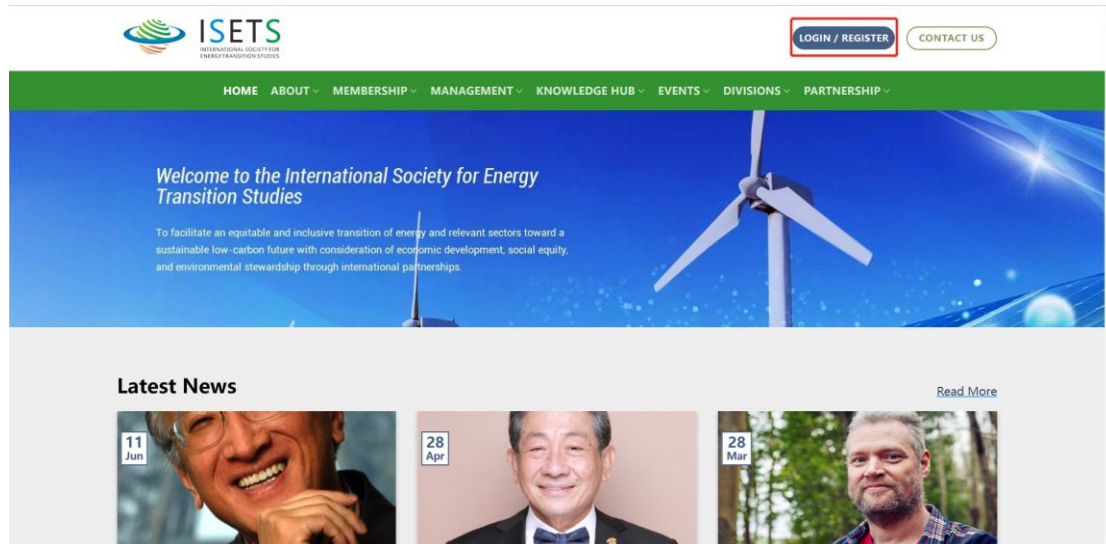 ISETS
INTERNATIONAL SOCIETY FOR
ENERGY TRANSITION STUDIES
LOGIN / REGISTER
CONTACT US
HOME ABOUT MEMBERSHIP MANAGEMENT KNOWLEDGE HUB EVENTS DIVISIONS PARTNERSHIP
Welcome to the International Society for Energy
Transition Studies
To facilitate an equitable and inclusive transition of energy and relevant sectors toward a
sustainable low-carbon future with consideration of economic development, social equity,
and environmental stewardship through international partnerships.
Latest News
Read More
11
Jun
28
Apr
28
Mar